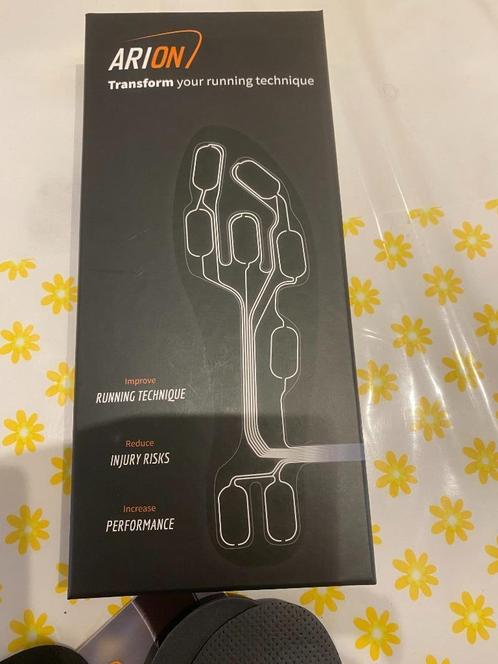 ARION
Transform your running technique
Improve
RUNNING TECHNIQUE
Reduce
INJURY RISKS
Increase
PERFORMANCE